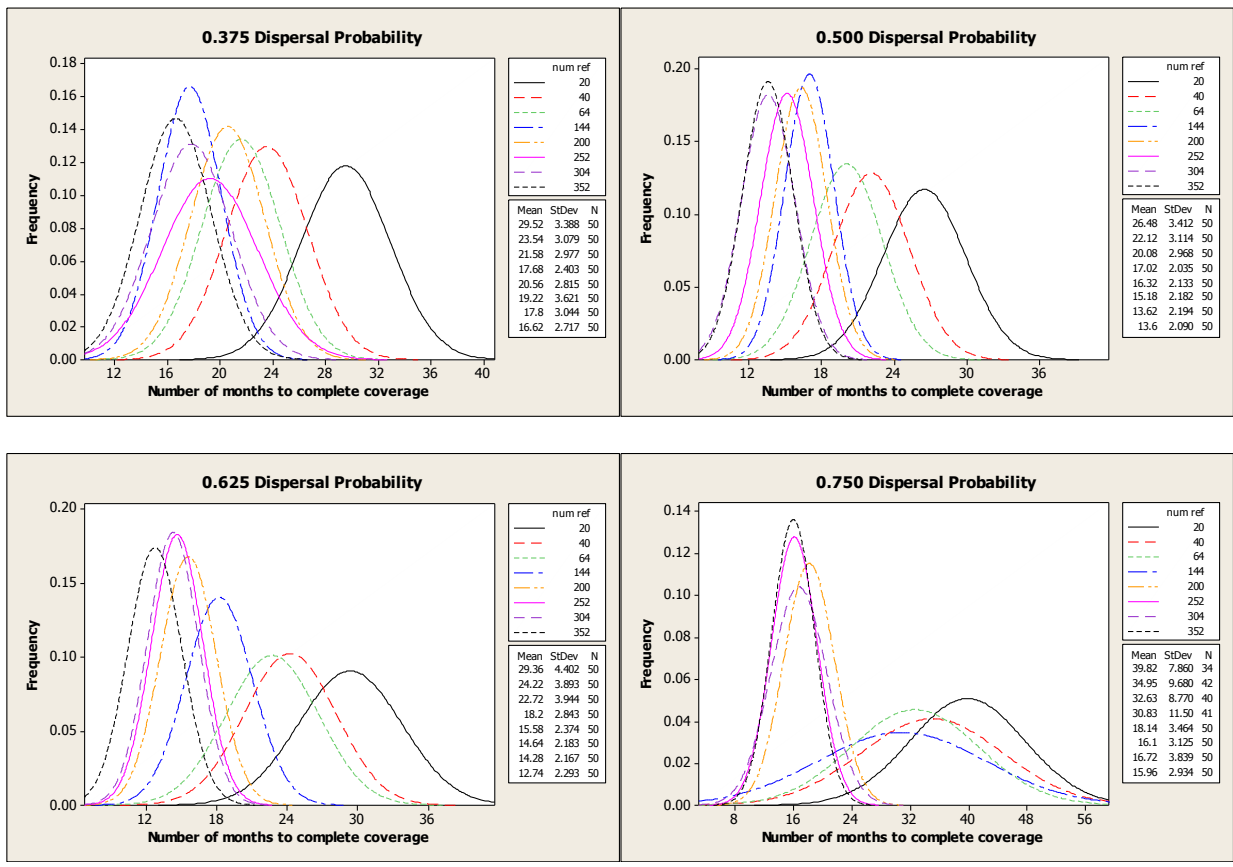 0.375 Dispersal Probability
0.18
0.16
0.14
0.12
0.10
0.08
0.06
0.04
0.02
0.00
Frequency
12 16 20 24 28 32 36 40
Number of months to complete coverage
num ref
20
40
64
144
200
252
304
352
Mean StDev N
29.52 3.388 50
23.54 3.079 50
21.58 2.977 50
17.68 2.403 50
20.56 2.815 50
19.22 3.621 50
17.8 3.044 50
16.62 2.717 50
0.500 Dispersal Probability
0.20
0.15
0.10
0.05
0.00
Frequency
12 18 24 30 36
Number of months to complete coverage
num ref
20
40
64
144
200
252
304
352
Mean StDev N
26.48 3.412 50
22.12 3.114 50
20.08 2.968 50
17.02 2.035 50
16.32 2.133 50
15.18 2.182 50
13.62 2.194 50
13.6 2.090 50
0.625 Dispersal Probability
0.20
0.15
0.10
0.05
0.00
Frequency
12 18 24 30 36
Number of months to complete coverage
num ref
20
40
64
144
200
252
304
352
Mean StDev N
29.36 4.402 50
24.22 3.893 50
22.72 3.944 50
18.2 2.843 50
15.58 2.374 50
14.64 2.183 50
14.28 2.167 50
12.74 2.293 50
0.750 Dispersal Probability
0.14
0.12
0.10
0.08
0.06
0.04
0.02
0.00
Frequency
8 16 24 32 40 48 56
Number of months to complete coverage
num ref
20
40
64
144
200
252
304
352
Mean StDev N
39.82 7.860 34
34.95 9.680 42
32.63 8.770 40
30.83 11.50 41
18.14 3.464 50
16.1 3.125 50
16.72 3.839 50
15.96 2.934 50